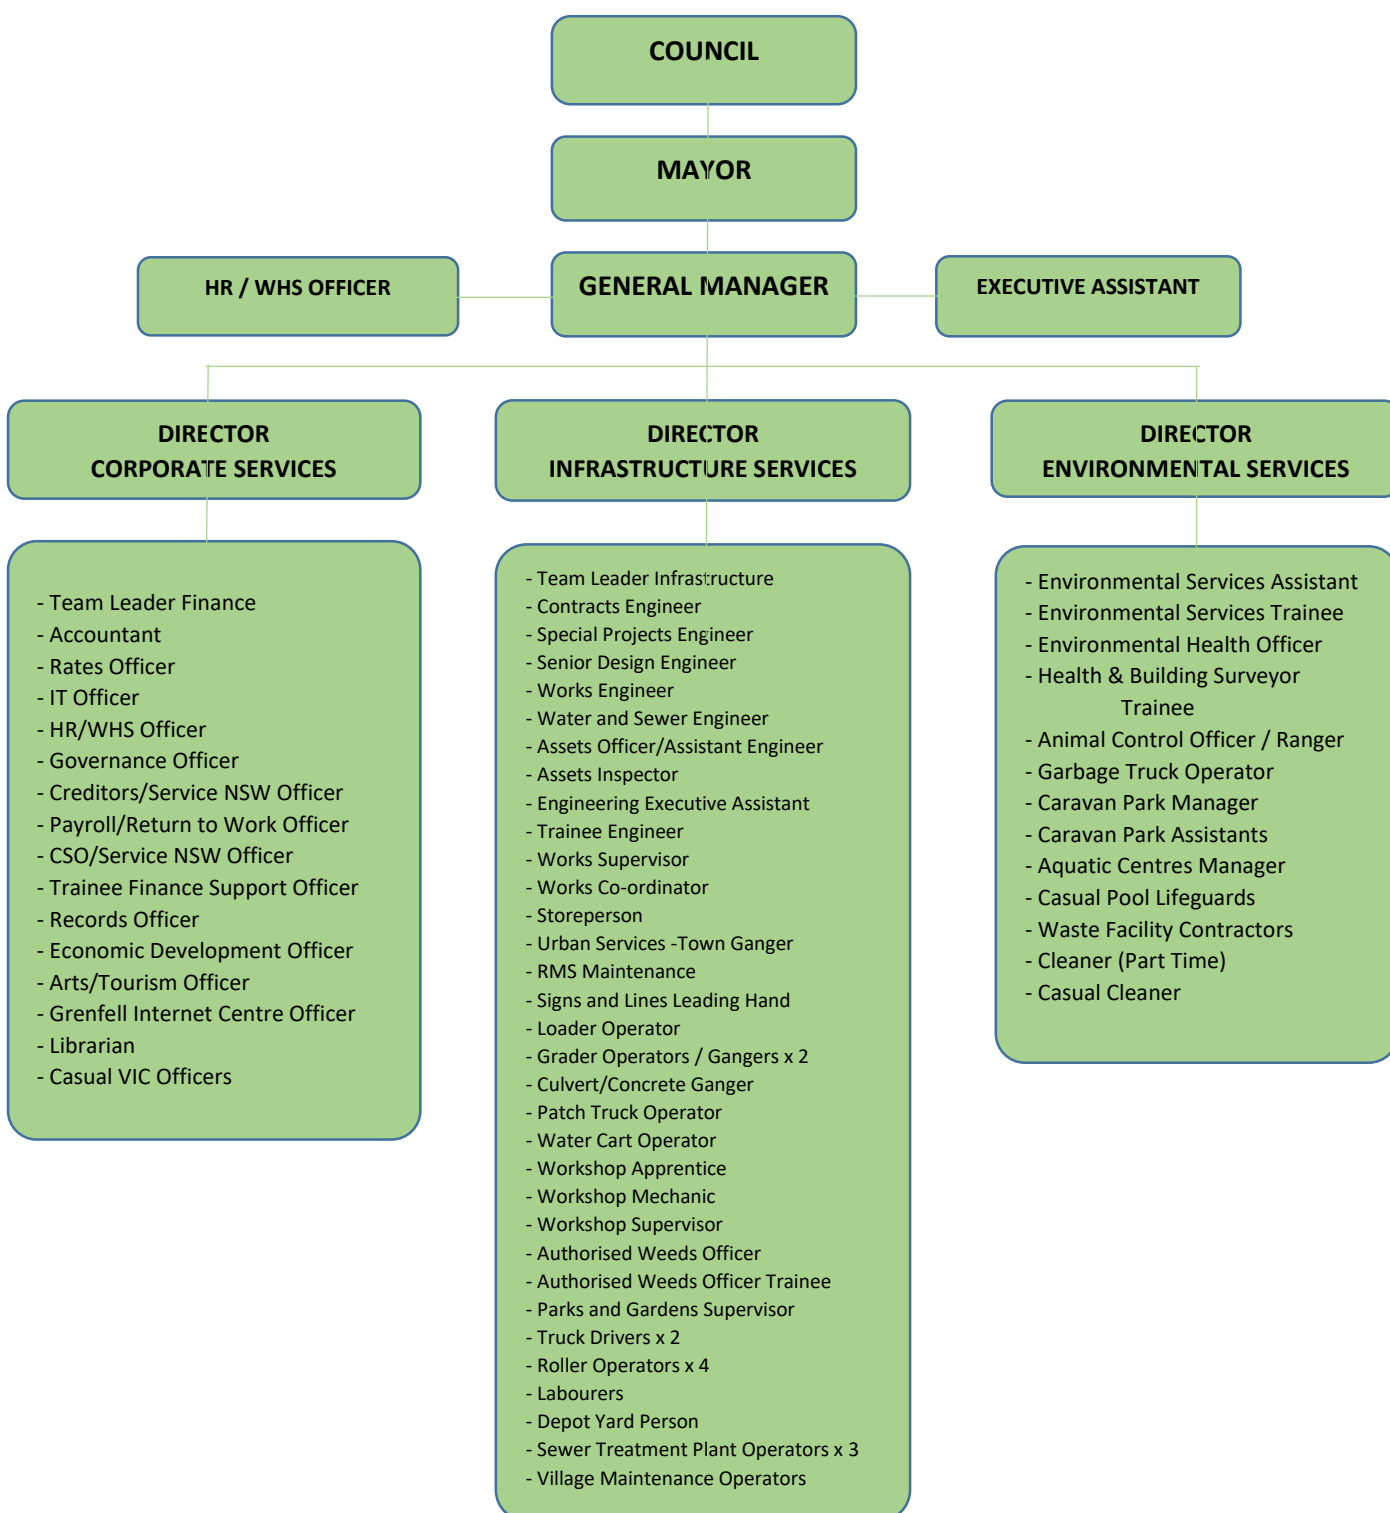 COUNCIL
MAYOR
HR / WHS OFFICER
GENERAL MANAGER
EXECUTIVE ASSISTANT
DIRECTOR
CORPORATE SERVICES
DIRECTOR
INFRASTRUCTURE SERVICES
DIRECTOR
ENVIRONMENTAL SERVICES
- Team Leader Finance
- Accountant
- Rates Officer
- IT Officer
- HR/WHS Officer
- Governance Officer
- Creditors/Service NSW Officer
- Payroll/Return to Work Officer
- CSO/Service NSW Officer
- Trainee Finance Support Officer
- Records Officer
- Economic Development Officer
- Arts/Tourism Officer
- Grenfell Internet Centre Officer
- Librarian
- Casual VIC Officers
- Team Leader Infrastructure
- Contracts Engineer
- Special Projects Engineer
- Senior Design Engineer
- Works Engineer
- Water and Sewer Engineer
- Assets Officer/Assistant Engineer
- Assets Inspector
- Engineering Executive Assistant
- Trainee Engineer
- Works Supervisor
- Works Co-ordinator
- Storeperson
- Urban Services -Town Ganger
- RMS Maintenance
- Signs and Lines Leading Hand
- Loader Operator
- Grader Operators / Gangers x 2
- Culvert/Concrete Ganger
- Patch Truck Operator
- Water Cart Operator
- Workshop Apprentice
- Workshop Mechanic
- Workshop Supervisor
- Authorised Weeds Officer
- Authorised Weeds Officer Trainee
- Parks and Gardens Supervisor
- Truck Drivers x 2
- Roller Operators x 4
- Labourers
- Depot Yard Person
- Sewer Treatment Plant Operators x 3
- Village Maintenance Operators
- Environmental Services Assistant
- Environmental Services Trainee
- Environmental Health Officer
- Health & Building Surveyor
Trainee
- Animal Control Officer / Ranger
- Garbage Truck Operator
- Caravan Park Manager
- Caravan Park Assistants
- Aquatic Centres Manager
- Casual Pool Lifeguards
- Waste Facility Contractors
- Cleaner (Part Time)
- Casual Cleaner